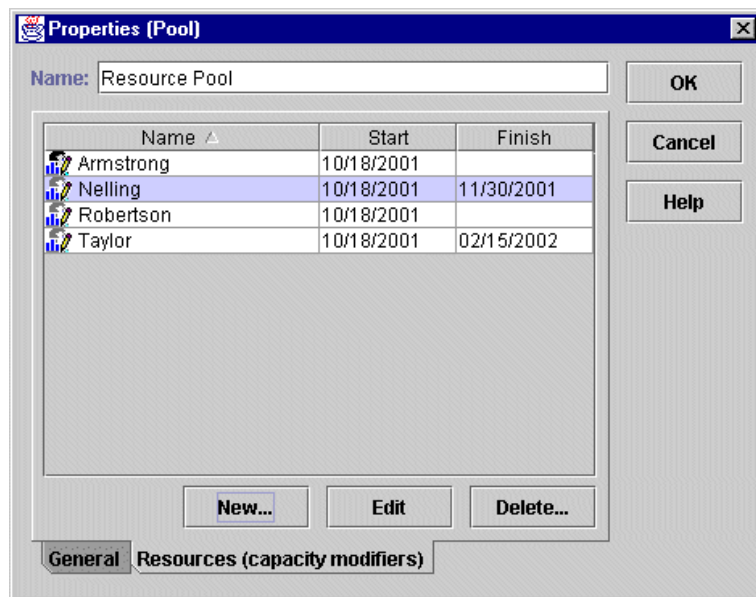 Properties (Pool)
Name: Resource Pool
OK
Cancel
Help
Name Start Finish
Armstrong 10/18/2001
Nelling 10/18/2001 11/30/2001
Robertson 10/18/2001
Taylor 10/18/2001 02/15/2002
New... Edit Delete...
General Resources (capacity modifiers)